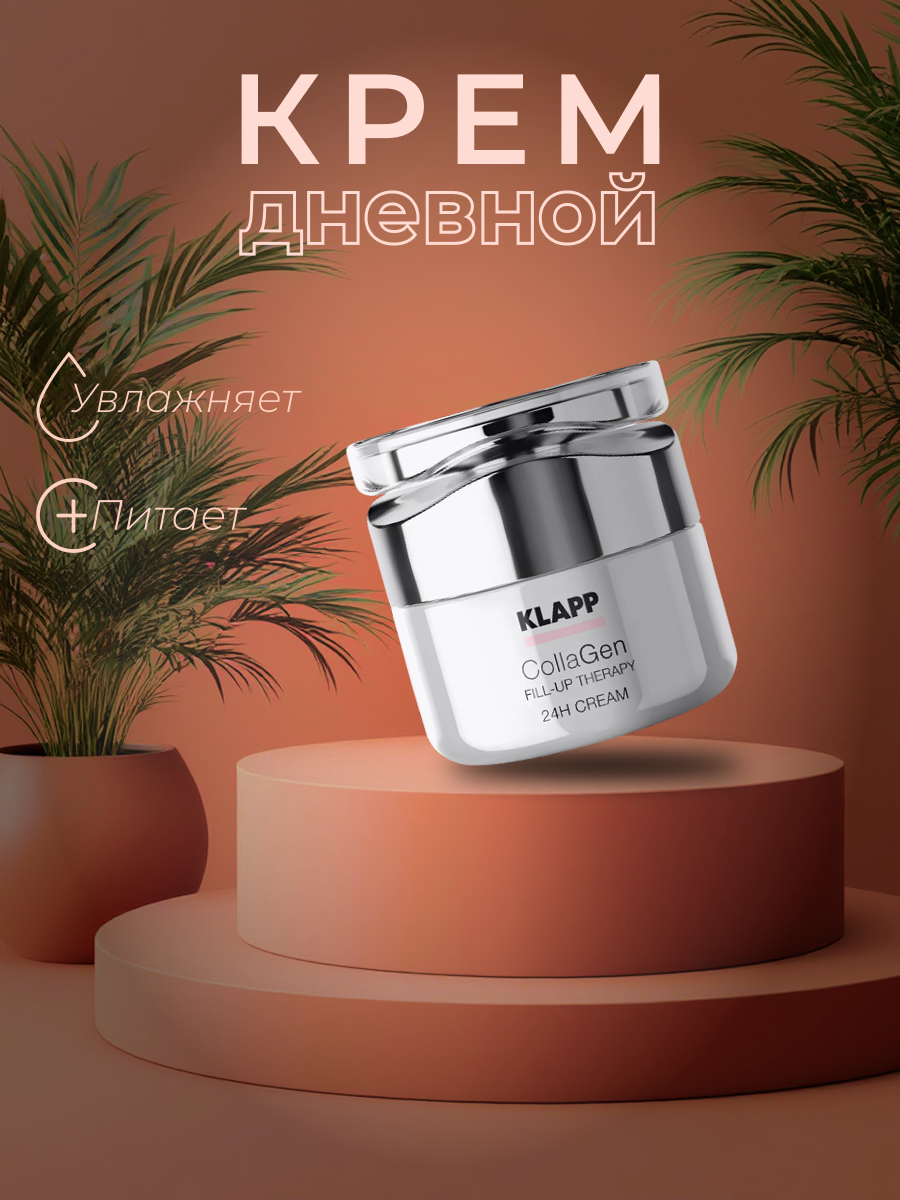 КРЕМ
дневной
Увлажняет
Питает
KLAPP
CollaGen
FILL-UP THERAPY
24H CREAM